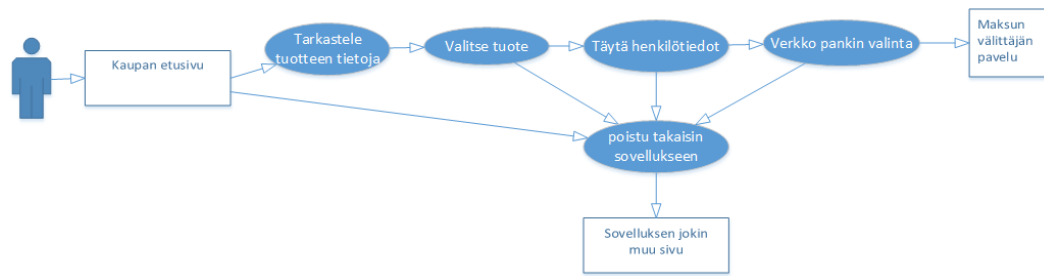 Kaupan etusivu
Tarkastele
tuotteen tietoja
Valitse tuote
Täytä henkilötiedot
Verkko pankin valinta
Maksun
välittäjän
pavelu
poistu takaisin
sovellukseen
Sovelluksen jokin
muu sivu